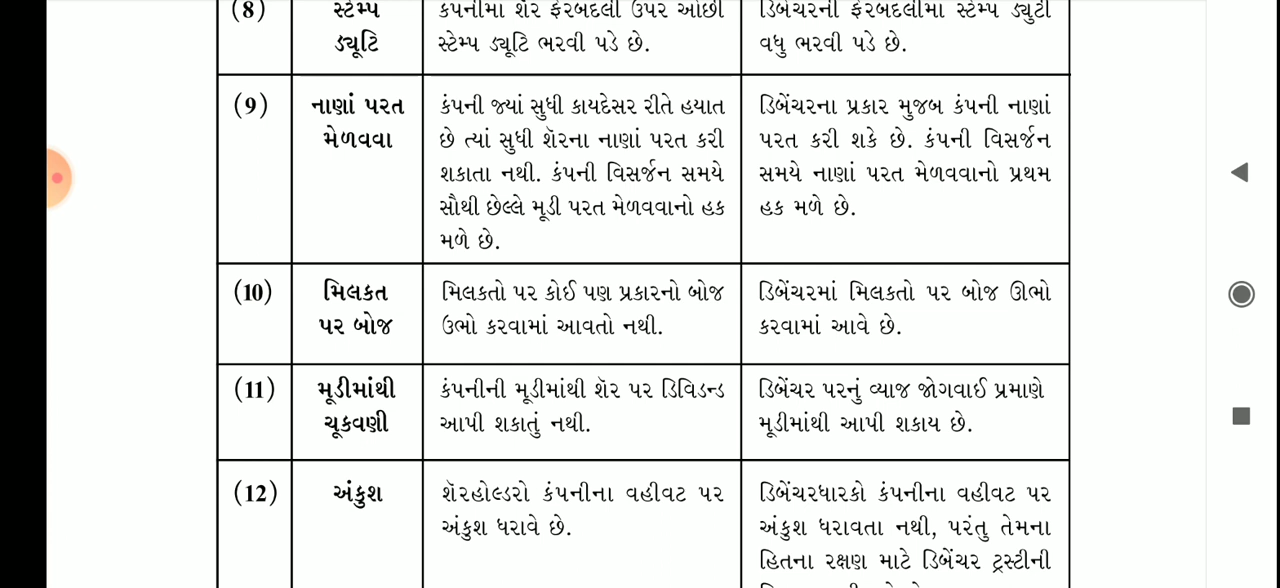 (8) સ્ટેમ્પ કંપનીમાં શૅર ફેરબદલી ઉપર ઓછી ડિબેંચરની ફેરબદલીમાં સ્ટેમ્પ ડ્યુટી
ડ્યૂટિ સ્ટેમ્પ ડ્યૂટિ ભરવી પડે છે. વધુ ભરવી પડે છે.
(9) નાણાં પરત કંપની જ્યાં સુધી કાયદેસર રીતે હયાત ડિબેંચરના પ્રકાર મુજબ કંપની નાણાં
મેળવવા છે ત્યાં સુધી શૅરના નાણાં પરત કરી પરત કરી શકે છે. કંપની વિસર્જન
શકાતા નથી. કંપની વિસર્જન સમયે સમયે નાણાં પરત મેળવવાનો પ્રથમ
સૌથી છેલ્લે મૂડી પરત મેળવવાનો હક હક મળે છે.
મળે છે.
(10) મિલકત મિલકતો પર કોઈ પણ પ્રકારનો બોજ ડિબેંચરમાં મિલકતો પર બોજ ઊભો
પર બોજ ઉભો કરવામાં આવતો નથી. કરવામાં આવે છે.
(11) મૂડીમાંથી કંપનીની મૂડીમાંથી શૅર પર ડિવિડન્ડ ડિબેંચર પરનું વ્યાજ જોગવાઈ પ્રમાણે
ચૂકવણી આપી શકાતું નથી. મૂડીમાંથી આપી શકાય છે.
(12) અંકુશ શૅરહોલ્ડરો કંપનીના વહીવટ પર ડિબેંચરધારકો કંપનીના વહીવટ પર
અંકુશ ધરાવે છે. અંકુશ ધરાવતા નથી, પરંતુ તેમના
હિતના રક્ષણ માટે ડિબેંચર ટ્રસ્ટીની